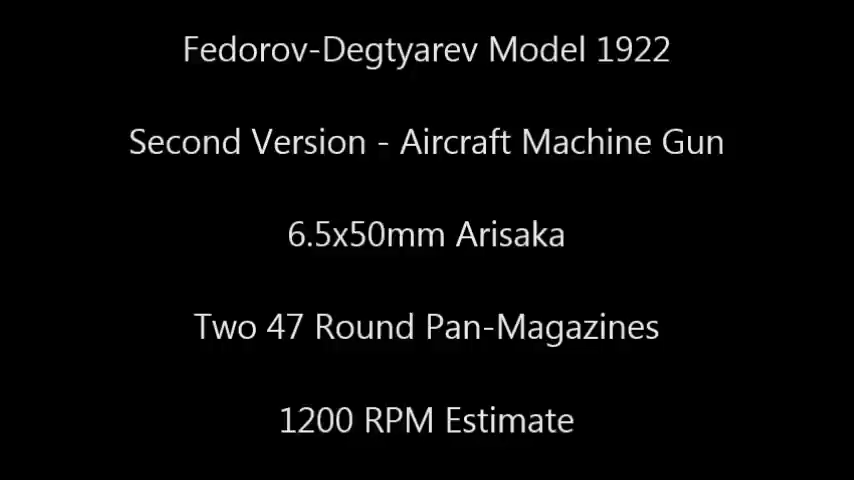 Fedorov-Degtyarev Model 1922
Second Version - Aircraft Machine Gun
6.5x50mm Arisaka
Two 47 Round Pan-Magazines
1200 RPM Estimate